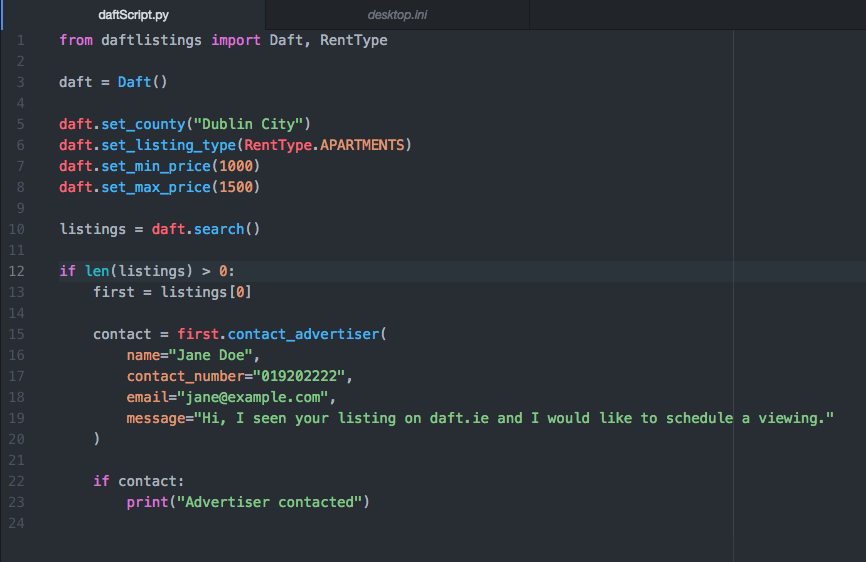 daftScript.py
desktop.ini
1 from daftlistings import Daft, RentType
2
3 daft = Daft()
4
5 daft.set_county("Dublin City")
6 daft.set_listing_type(RentType.APARTMENTS)
7 daft.set_min_price(1000)
8 daft.set_max_price(1500)
9
10 listings = daft.search()
11
12 if len(listings) > 0:
13     first = listings[0]
14
15     contact = first.contact_advertiser(
16         name="Jane Doe",
17         contact_number="019202222",
18         email="jane@example.com",
19         message="Hi, I seen your listing on daft.ie and I would like to schedule a viewing."
20     )
21
22     if contact:
23         print("Advertiser contacted")
24